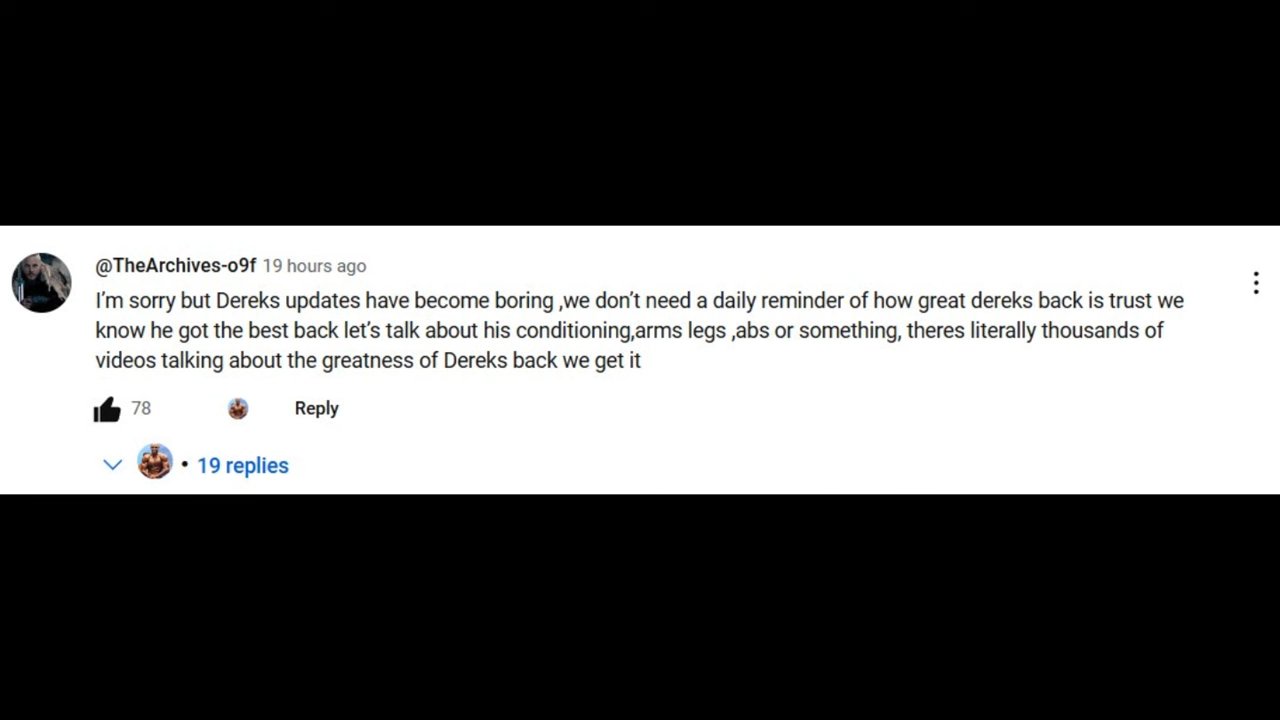 @TheArchives-o9f 19 hours ago
I'm sorry but Dereks updates have become boring ,we don't need a daily reminder of how great dereks back is trust we
know he got the best back let's talk about his conditioning,arms legs ,abs or something, theres literally thousands of
videos talking about the greatness of Dereks back we get it
78 Reply
• 19 replies